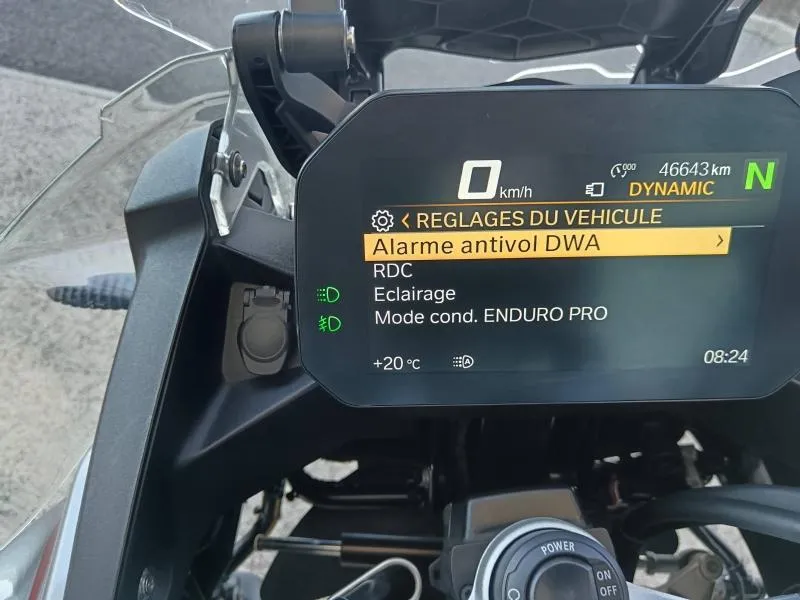 000 46643 km
0 km/h DYNAMIC N
< REGLAGES DU VEHICULE
Alarme antivol DWA >
RDC
Eclairage
Mode cond. ENDURO PRO
+20 °C A 08:24
POWER
ON
OFF